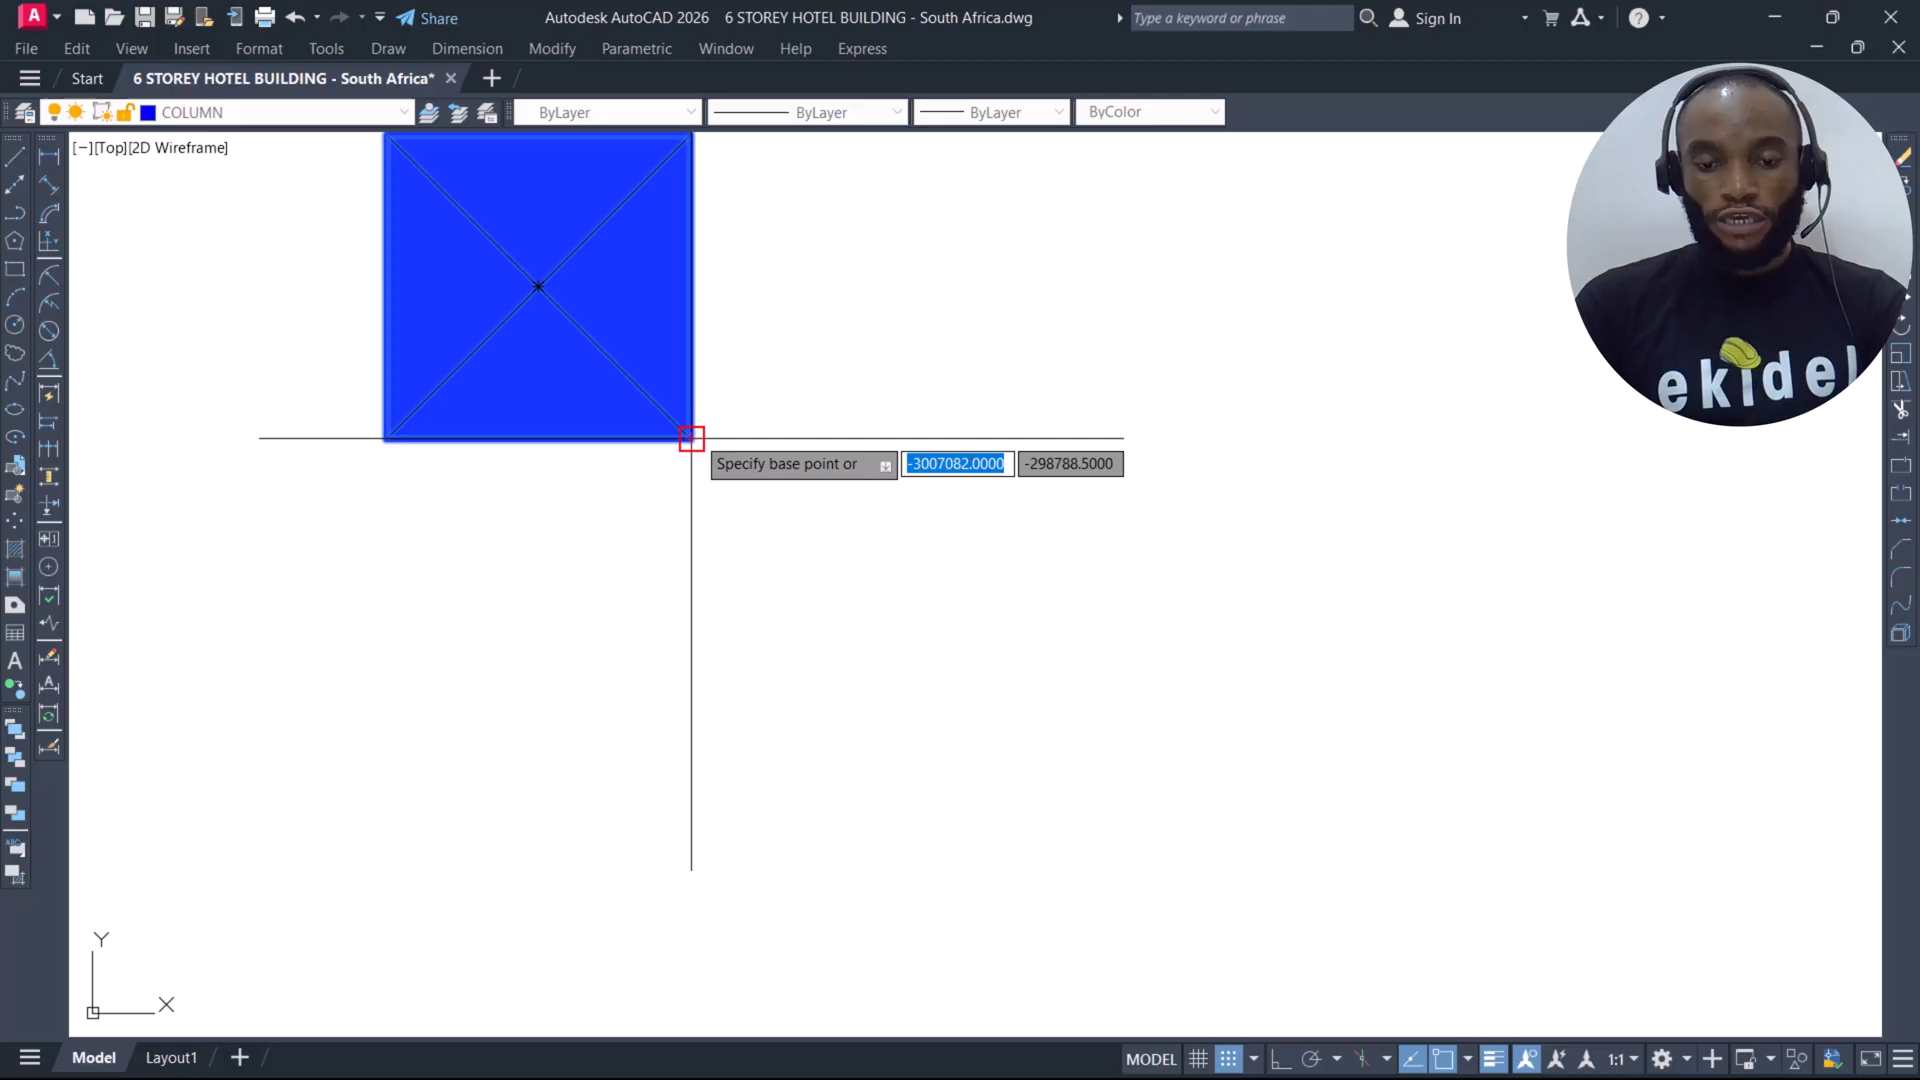 A
Share
Autodesk AutoCAD 2026 6 STOREY HOTEL BUILDING - South Africa.dwg
Type a keyword or phrase
Sign In
File Edit View Insert Format Tools Draw Dimension Modify Parametric Window Help Express
Start
6 STOREY HOTEL BUILDING - South Africa*
COLUMN
ByLayer
ByLayer
ByLayer
ByColor
[−][Top][2D Wireframe]
ekidel
Specify base point or
-3007082.0000
-298788.5000
A
A
ABC
Y
X
Model
Layout1
MODEL
1:1